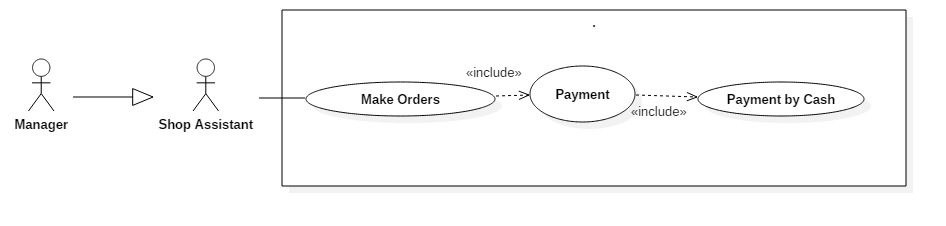 «include»
Make Orders
Payment
Payment by Cash
«include»
Manager
Shop Assistant